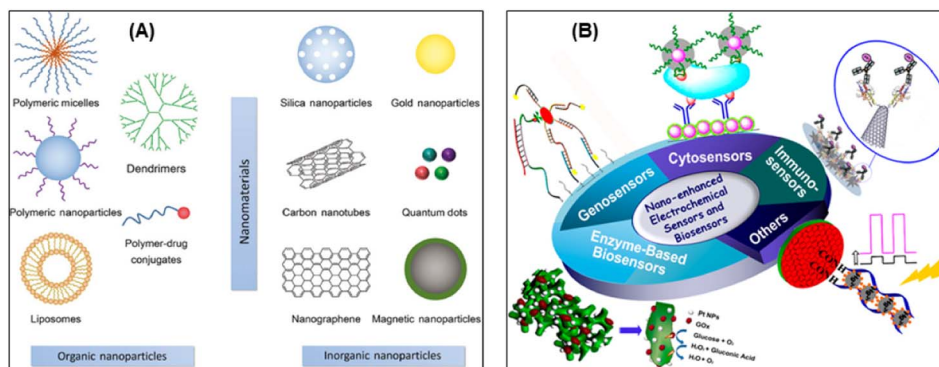 (A)
Polymeric micelles
Dendrimers
Polymeric nanoparticles
Polymer-drug
conjugates
Liposomes
Organic nanoparticles
Nanomaterials
Silica nanoparticles
Gold nanoparticles
Carbon nanotubes
Quantum dots
Nanographene
Magnetic nanoparticles
Inorganic nanoparticles
(B)
Genosensors
Cytosensors
Immuno-
sensors
Others
Enzyme-Based
Biosensors
Nano-enhanced
Electrochemical
Sensors and
Biosensors
CONH
CONH
Pt NPs
GOx
Glucose + O₂
H₂O₂ + Gluconic Acid
H₂O + O₂